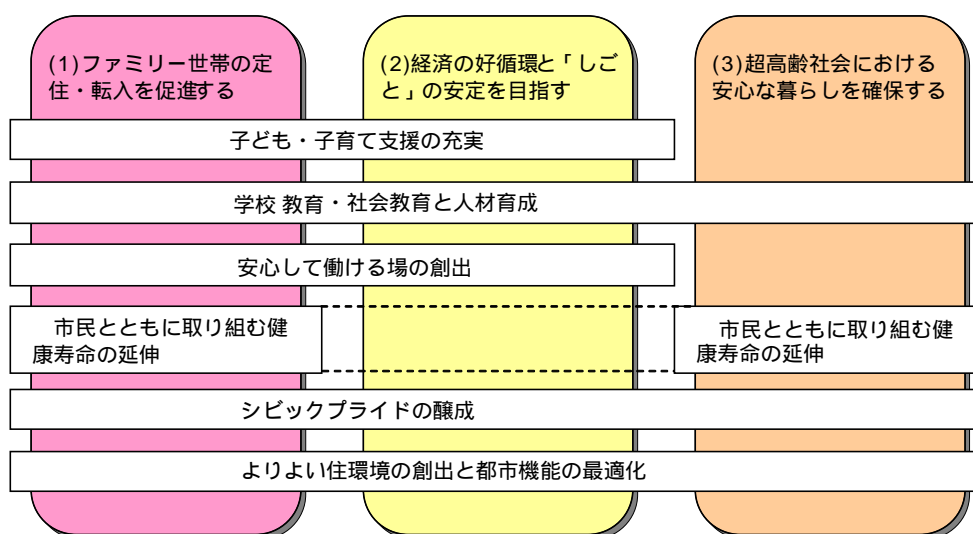 (1)ファミリー世帯の定
住・転入を促進する
(2)経済の好循環と「しご
と」の安定を目指す
(3)超高齢社会における
安心な暮らしを確保する
子ども・子育て支援の充実
学校教育・社会教育と人材育成
安心して働ける場の創出
市民とともに取り組む健
康寿命の延伸
市民とともに取り組む健
康寿命の延伸
シビックプライドの醸成
よりよい住環境の創出と都市機能の最適化